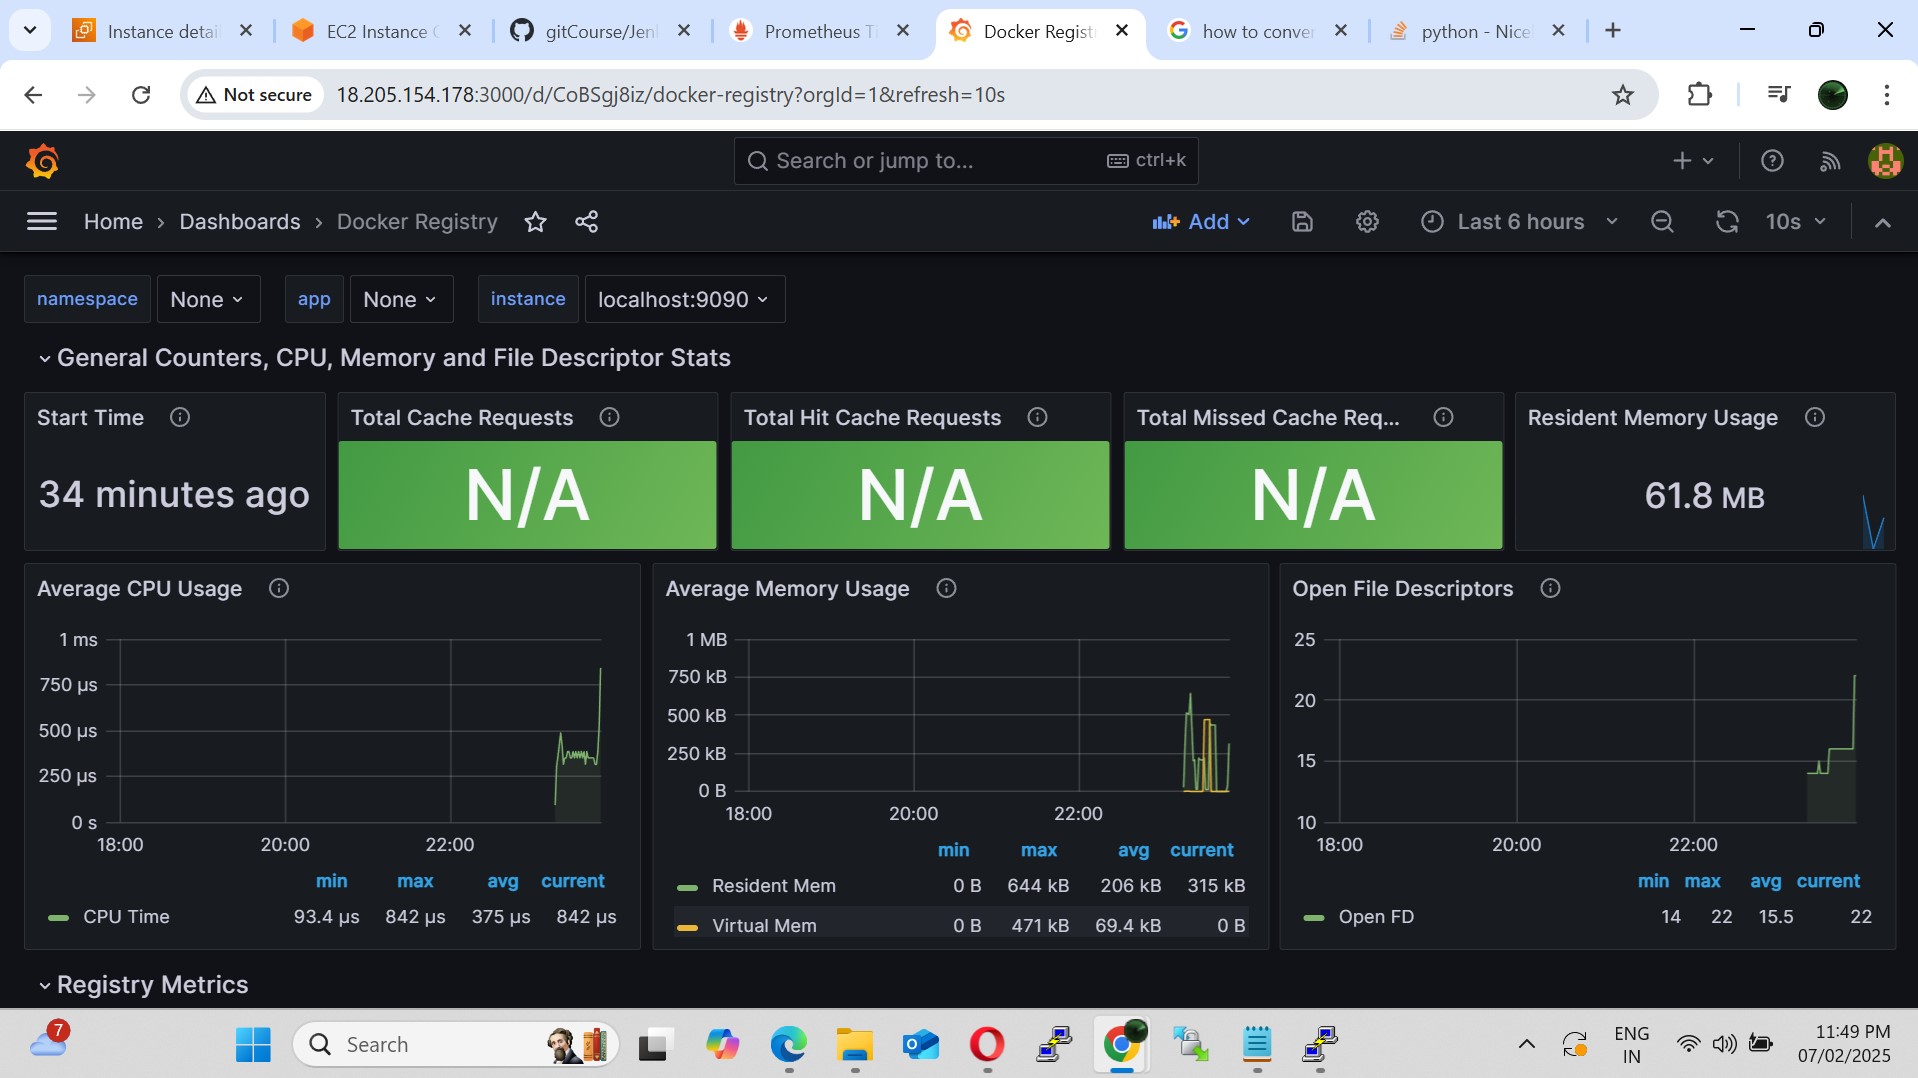 Instance detai
EC2 Instance C
gitCourse/Jenk
Prometheus Ti
Docker Registr
how to conver
python - Nicel
Not secure
18.205.154.178:3000/d/CoBSgj8iz/docker-registry?orgId=1&refresh=10s
Search or jump to...
ctrl+k
Home › Dashboards › Docker Registry
Add
Last 6 hours
10s
namespace None
app None
instance localhost:9090
General Counters, CPU, Memory and File Descriptor Stats
Start Time
34 minutes ago
Total Cache Requests
N/A
Total Hit Cache Requests
N/A
Total Missed Cache Req...
N/A
Resident Memory Usage
61.8 MB
Average CPU Usage
1 ms
750 µs
500 µs
250 µs
0 s
18:00 20:00 22:00
min max avg current
CPU Time 93.4 µs 842 µs 375 µs 842 µs
Average Memory Usage
1 MB
750 kB
500 kB
250 kB
0 B
18:00 20:00 22:00
min max avg current
Resident Mem 0 B 644 kB 206 kB 315 kB
Virtual Mem 0 B 471 kB 69.4 kB 0 B
Open File Descriptors
25
20
15
10
18:00 20:00 22:00
min max avg current
Open FD 14 22 15.5 22
Registry Metrics
7
Search
ENG
IN
11:49 PM
07/02/2025